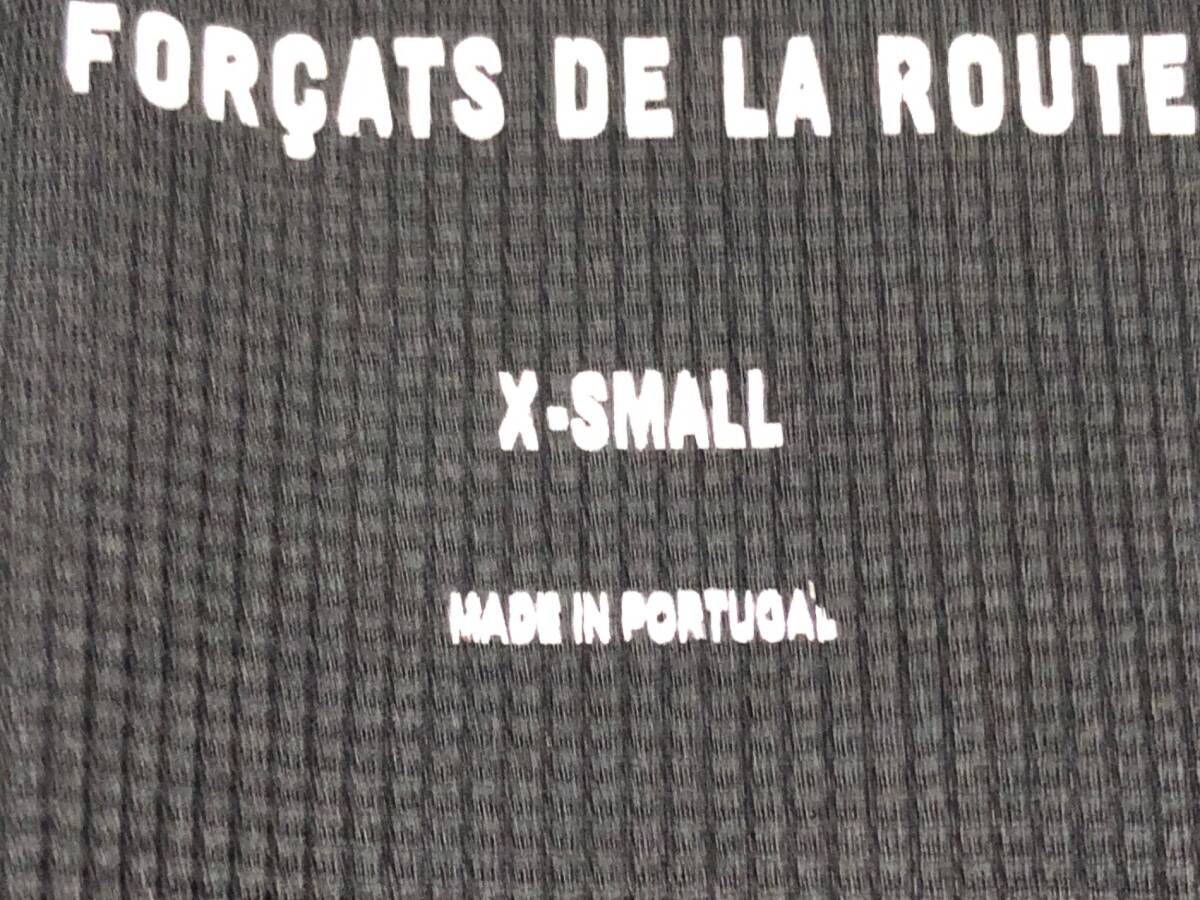 FORÇATS DE LA ROUTE
X-SMALL
MADE IN PORTUGAL